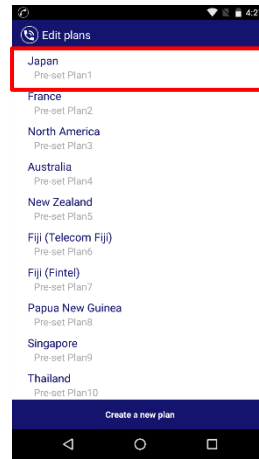 4:2
Edit plans
Japan
Pre-set Plan1
France
Pre-set Plan2
North America
Pre-set Plan3
Australia
Pre-set Plan4
New Zealand
Pre-set Plan5
Fiji (Telecom Fiji)
Pre-set Plan6
Fiji (Fintel)
Pre-set Plan7
Papua New Guinea
Pre-set Plan8
Singapore
Pre-set Plan9
Thailand
Pre-set Plan10
Create a new plan